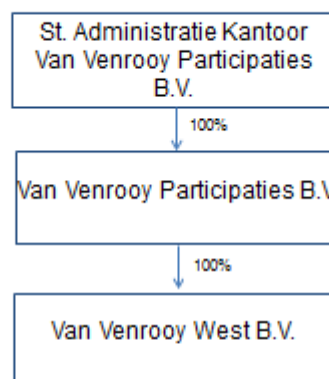 St. Administratie Kantoor
Van Venrooy Participaties
B.V.
100%
Van Venrooy Participaties B.V
100%
Van Venrooy West B.V.